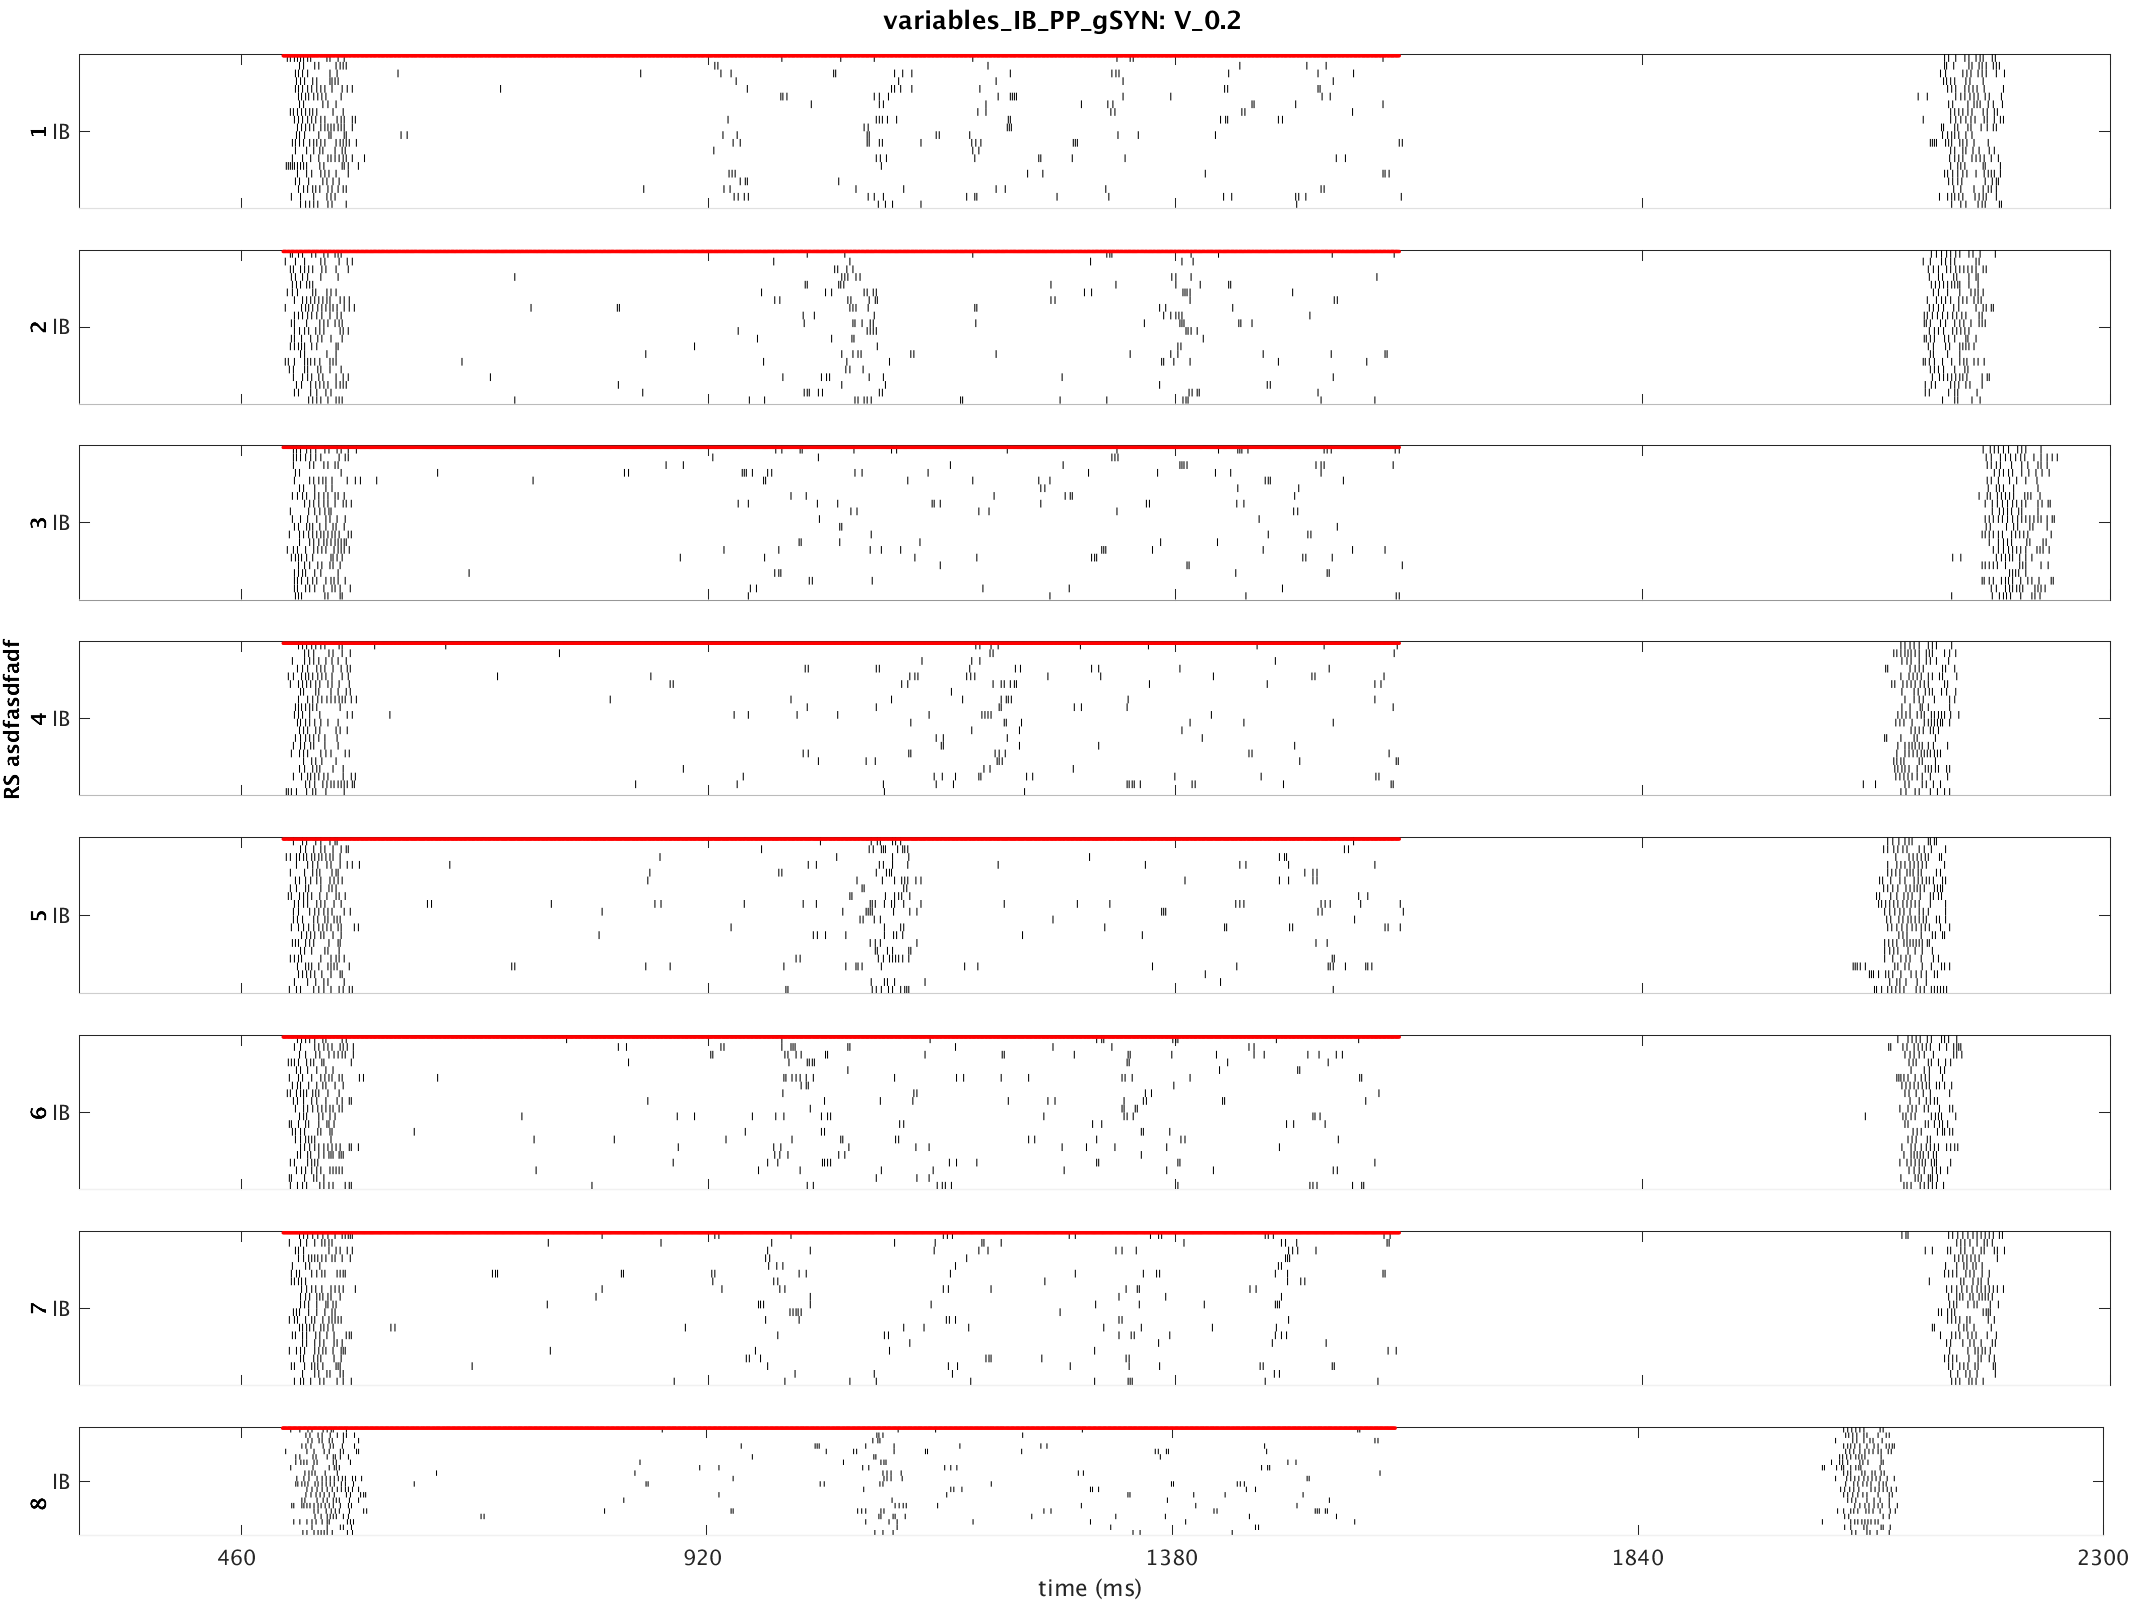 variables_IB_PP_gSYN: V_0.2
1 IB
2 IB
3 IB
RS asdfasdfadf
4 IB
5 IB
6 IB
7 IB
8 IB
460 920 1380 1840 2300
time (ms)